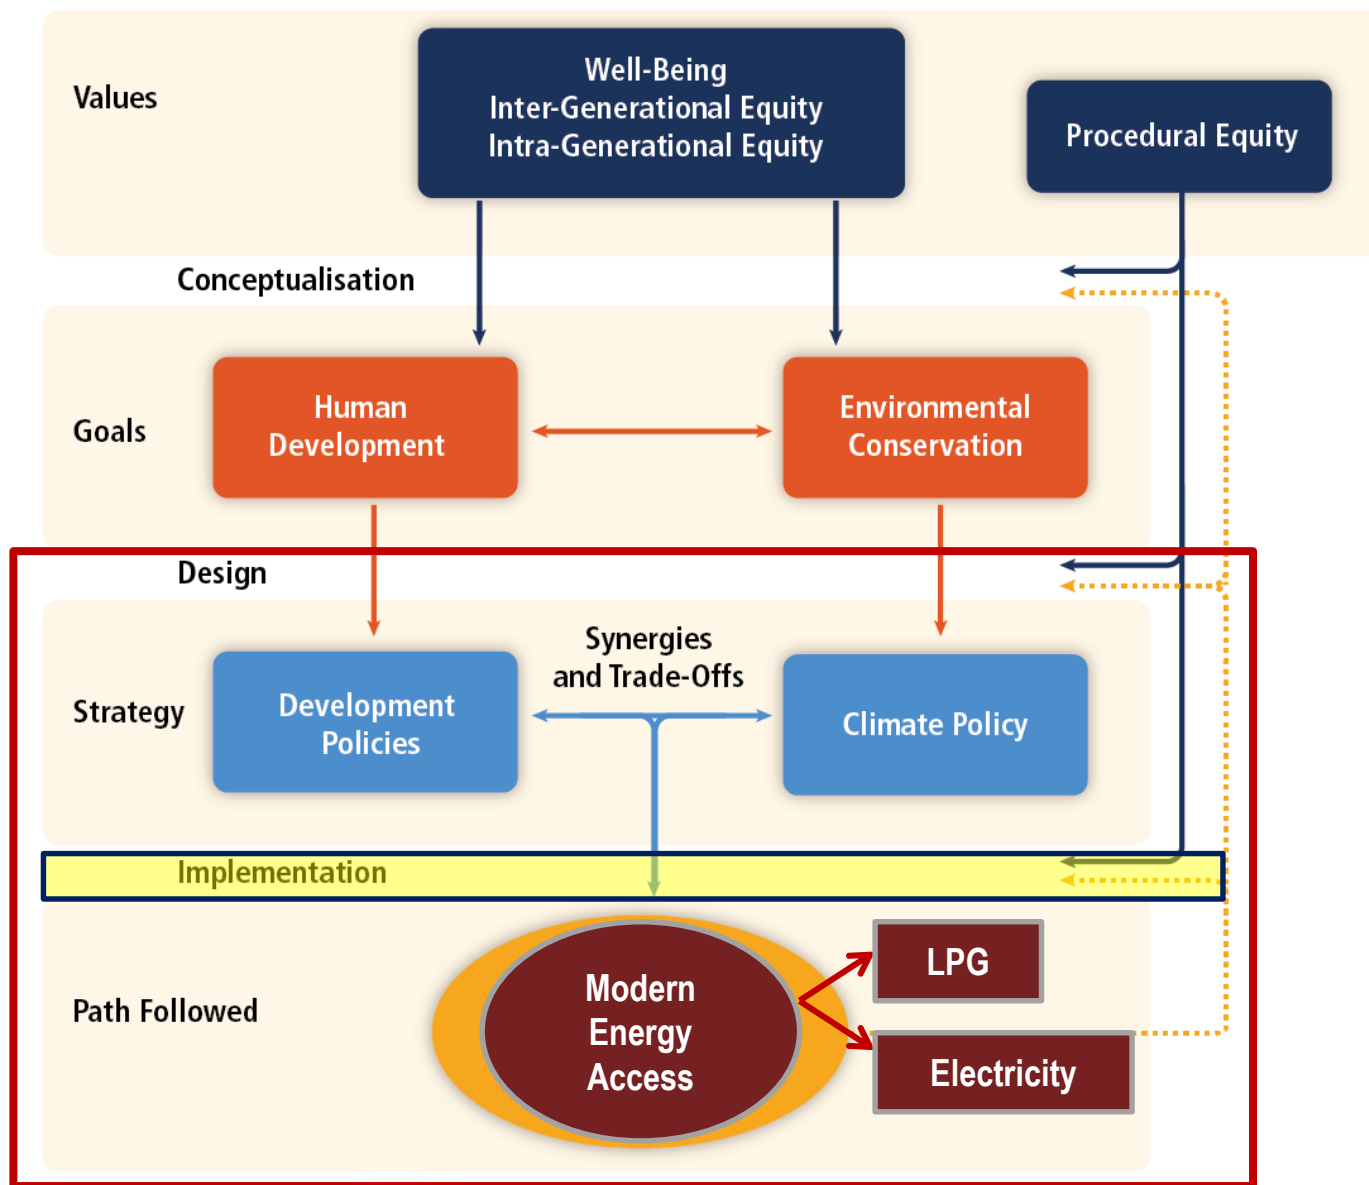 Values
Well-Being
Inter-Generational Equity
Intra-Generational Equity
Procedural Equity
Conceptualisation
Goals
Human
Development
Environmental
Conservation
Design
Strategy
Development
Policies
Synergies
and Trade-Offs
Climate Policy
Implementation
Path Followed
Modern
Energy
Access
LPG
Electricity